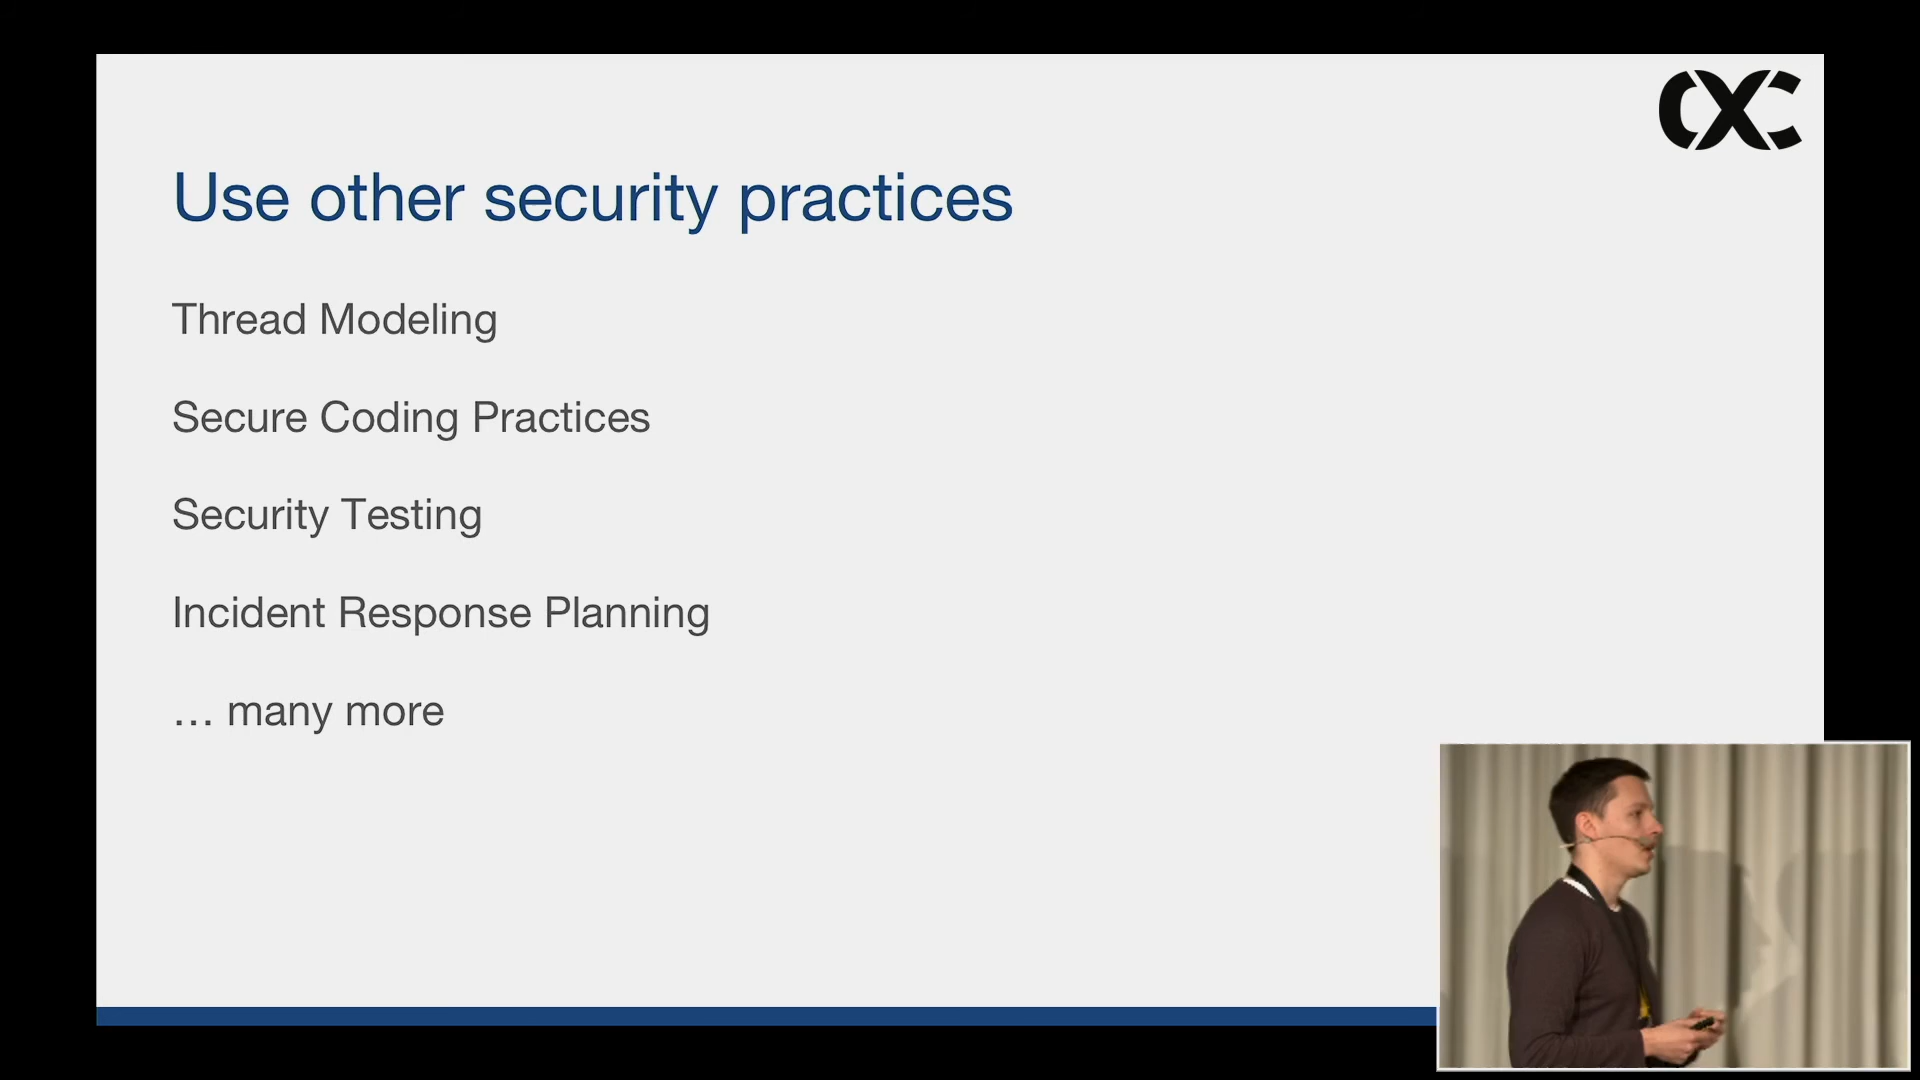 Use other security practices
Thread Modeling
Secure Coding Practices
Security Testing
Incident Response Planning
… many more